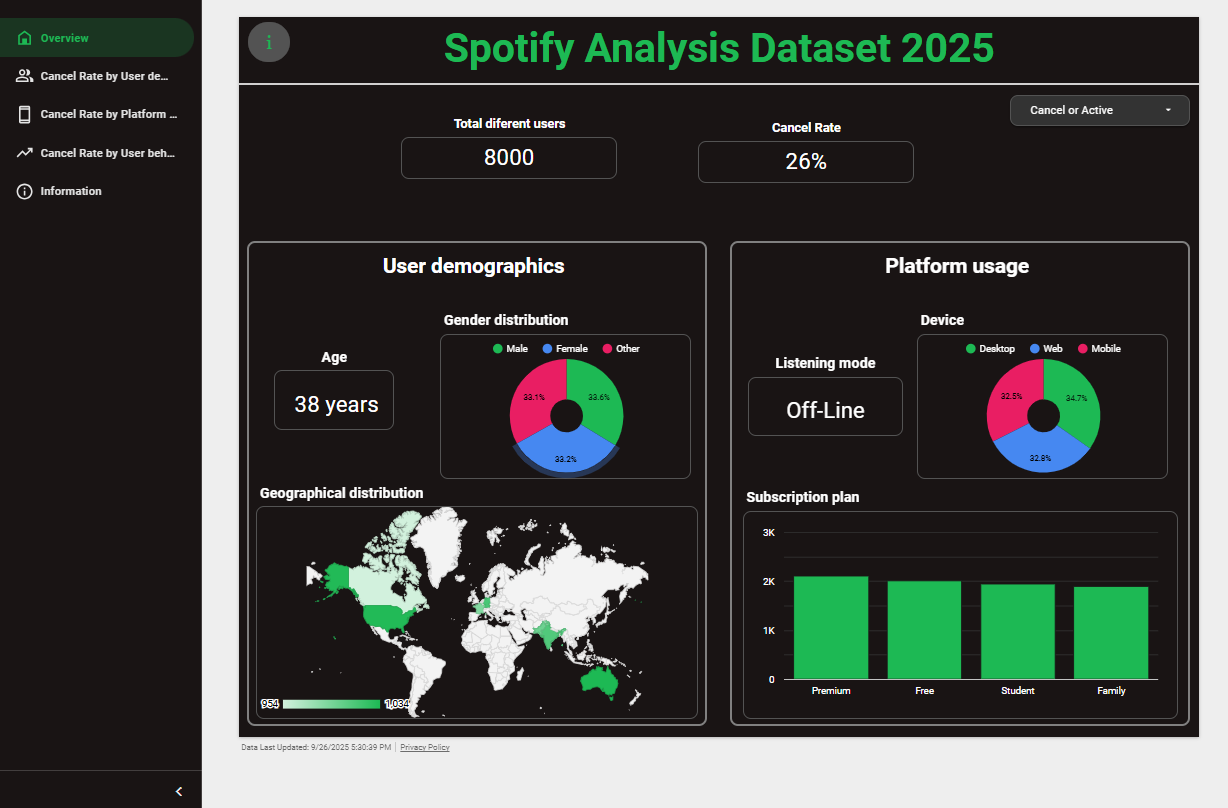 Overview
Cancel Rate by User de...
Cancel Rate by Platform ...
Cancel Rate by User beh...
Information
i
Spotify Analysis Dataset 2025
Cancel or Active
Total diferent users
8000
Cancel Rate
26%
User demographics
Age
38 years
Gender distribution
Male Female Other
33.1% 33.6%
33.2%
Geographical distribution
954 1,034
Platform usage
Listening mode
Off-Line
Device
Desktop Web Mobile
32.5% 34.7%
32.8%
Subscription plan
3K
2K
1K
0
Premium Free Student Family
Data Last Updated: 9/26/2025 5:30:39 PM Privacy Policy